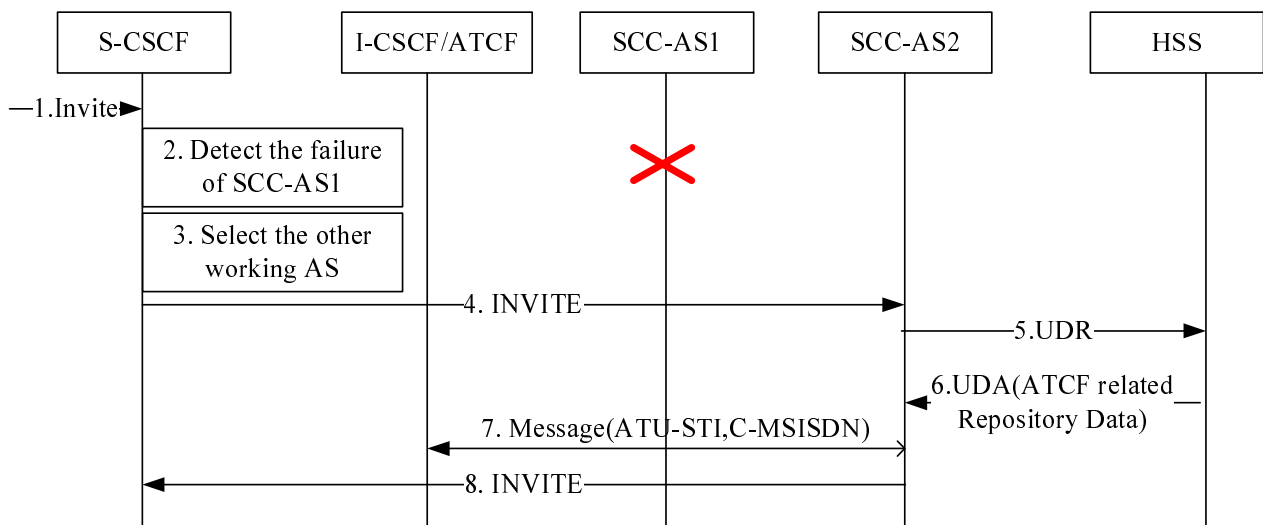 S-CSCF
I-CSCF/ATCF
SCC-AS1
SCC-AS2
HSS
1.Invite
2. Detect the failure
of SCC-AS1
3. Select the other
working AS
4. INVITE
5.UDR
6.UDA(ATCF related
Repository Data)
7. Message(ATU-STI,C-MSISDN)
8. INVITE